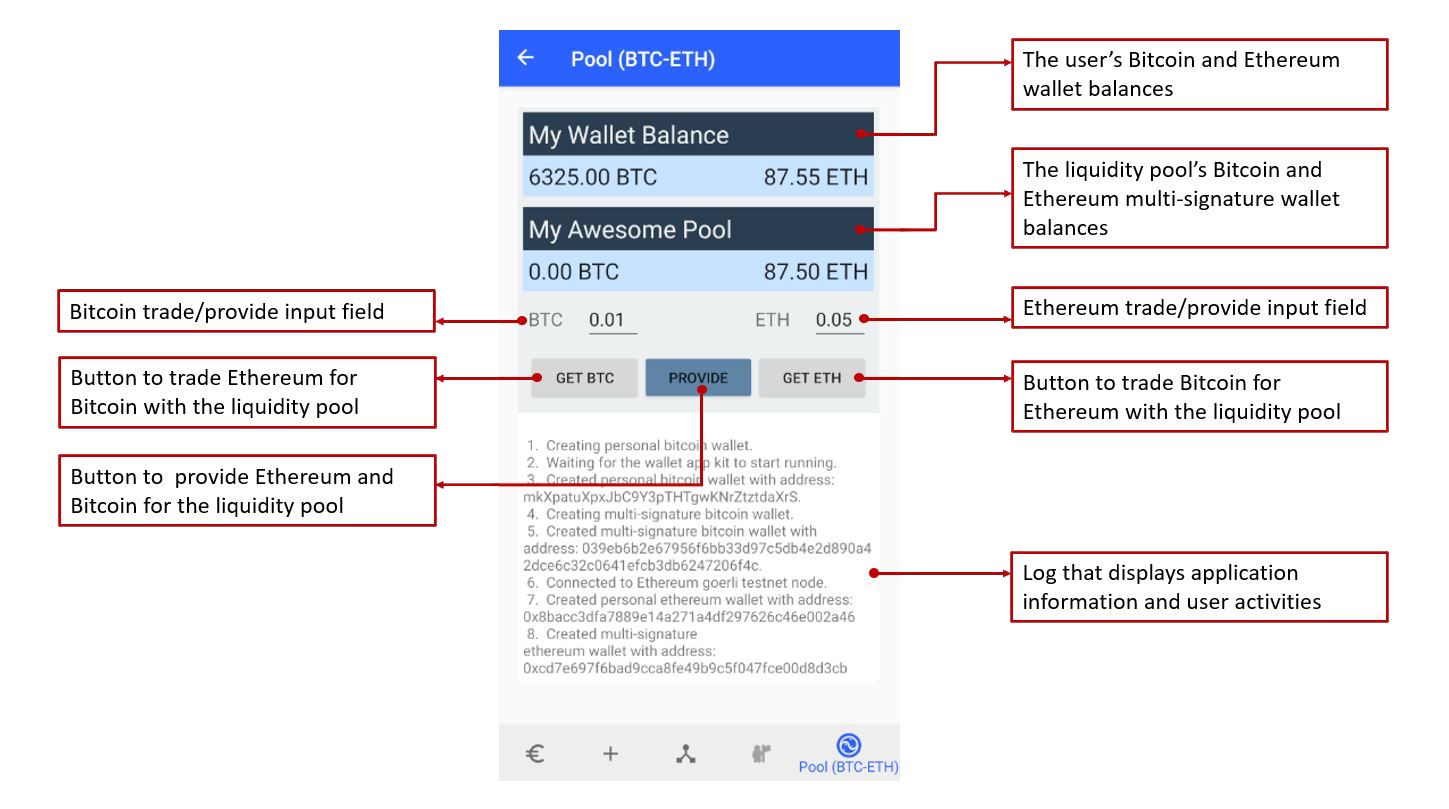 Pool (BTC-ETH)
My Wallet Balance
6325.00 BTC 87.55 ETH
My Awesome Pool
0.00 BTC 87.50 ETH
BTC 0.01 ETH 0.05
GET BTC PROVIDE GET ETH
1. Creating personal bitcoin wallet.
2. Waiting for the wallet app kit to start running.
3. Created personal bitcoin wallet with address:
mkXpatuXpxJbC9Y3pTHTgwKNrZtztdaXrS.
4. Creating multi-signature bitcoin wallet.
5. Created multi-signature bitcoin wallet with
address: 039eb6b2e67956f6bb33d97c5db4e2d890a4
2dce6c32c0641efcb3db6247206f4c.
6. Connected to Ethereum goerli testnet node.
7. Created personal ethereum wallet with address:
0x8bacc3dfa7889e14a271a4df297626c46e002a46
8. Created multi-signature
ethereum wallet with address:
0xcd7e697f6bad9cca8fe49b9c5f047fce00d8d3cb
Pool (BTC-ETH)
Bitcoin trade/provide input field
Button to trade Ethereum for
Bitcoin with the liquidity pool
Button to provide Ethereum and
Bitcoin for the liquidity pool
The user’s Bitcoin and Ethereum
wallet balances
The liquidity pool’s Bitcoin and
Ethereum multi-signature wallet
balances
Ethereum trade/provide input field
Button to trade Bitcoin for
Ethereum with the liquidity pool
Log that displays application
information and user activities